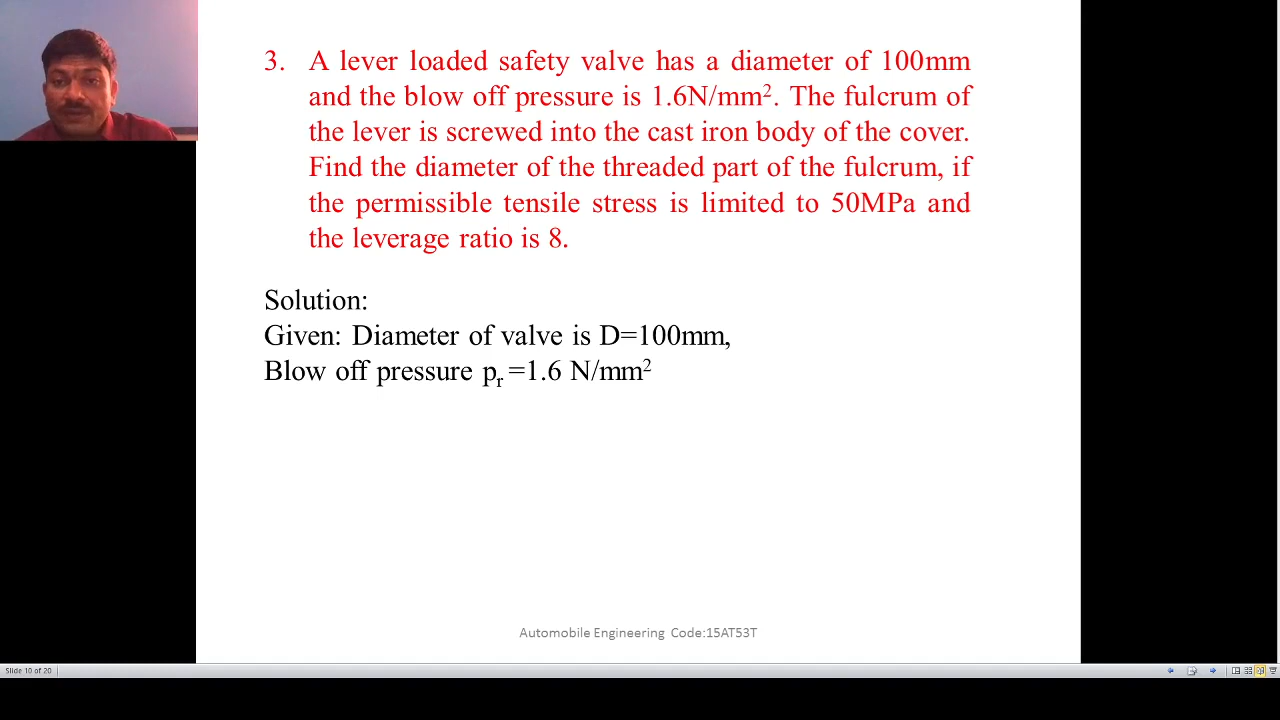 3. A lever loaded safety valve has a diameter of 100mm
and the blow off pressure is 1.6N/mm². The fulcrum of
the lever is screwed into the cast iron body of the cover.
Find the diameter of the threaded part of the fulcrum, if
the permissible tensile stress is limited to 50MPa and
the leverage ratio is 8.
Solution:
Given: Diameter of valve is D=100mm,
Blow off pressure pᵣ =1.6 N/mm²
Automobile Engineering Code:15AT53T
Slide 10 of 20